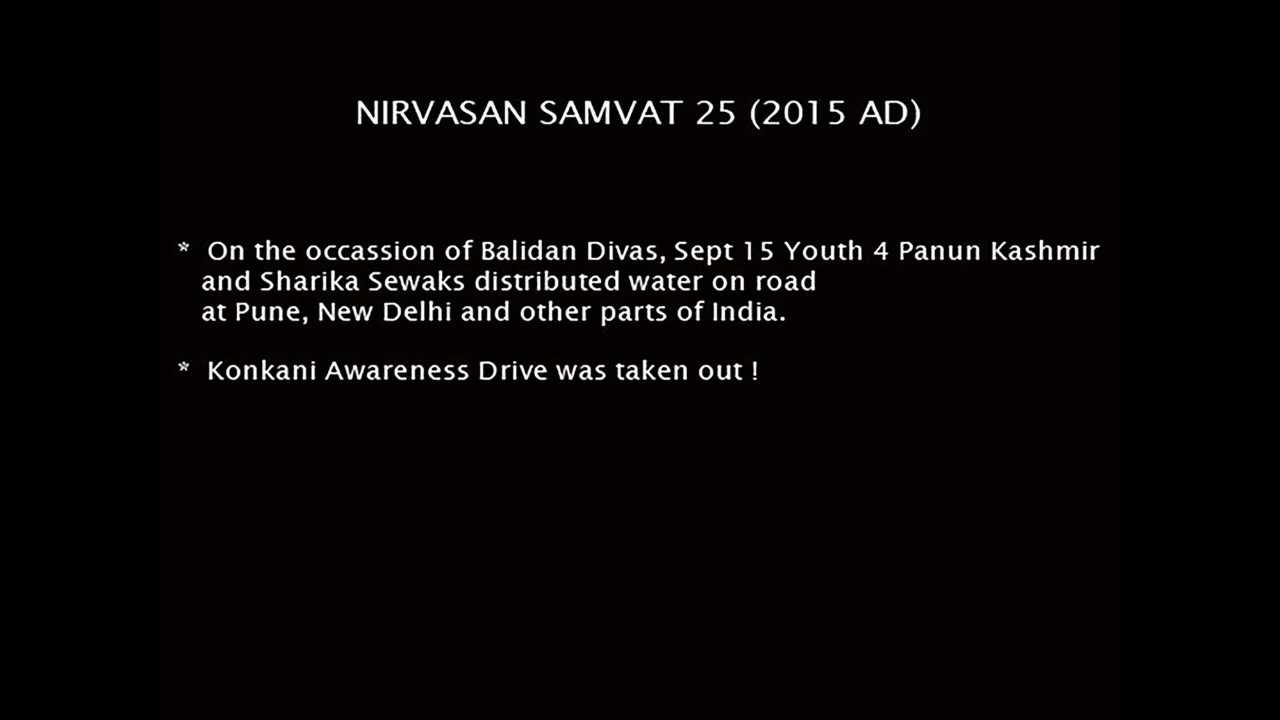 NIRVASAN SAMVAT 25 (2015 AD)
* On the occassion of Balidan Divas, Sept 15 Youth 4 Panun Kashmir
and Sharika Sewaks distributed water on road
at Pune, New Delhi and other parts of India.
* Konkani Awareness Drive was taken out !